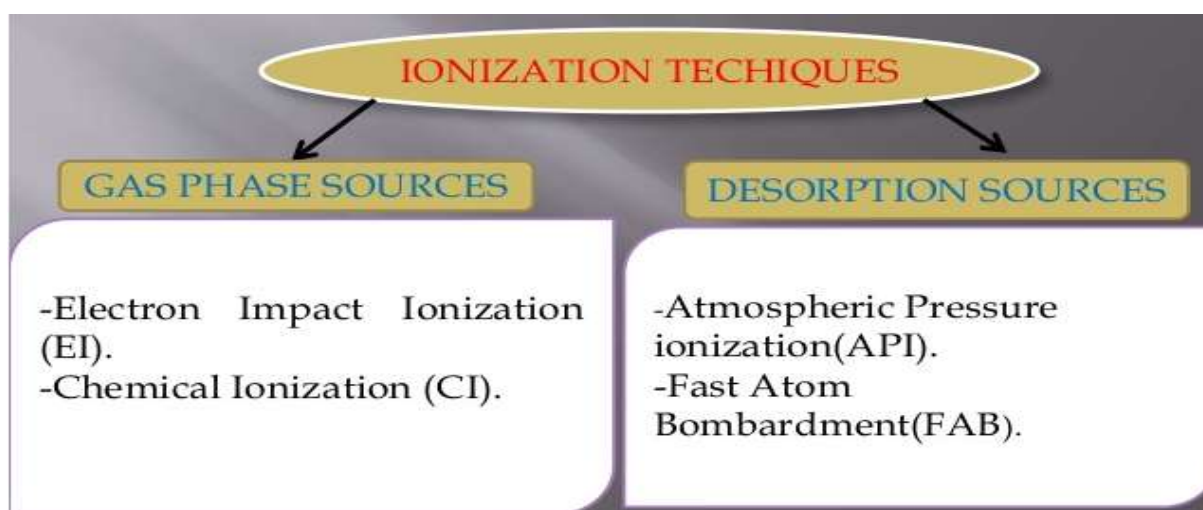 IONIZATION TECHIQUES
GAS PHASE SOURCES
-Electron Impact Ionization
(EI).
-Chemical Ionization (CI).
DESORPTION SOURCES
-Atmospheric Pressure
ionization(API).
-Fast Atom
Bombardment(FAB).